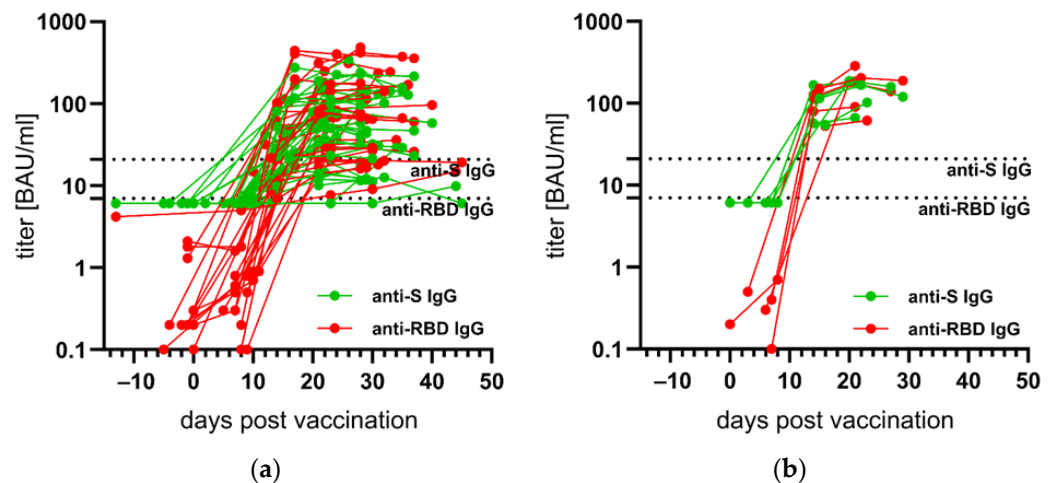 1000
100
10
1
0.1
titer [BAU/ml]
anti-S IgG
anti-RBD IgG
anti-S IgG
anti-RBD IgG
–10 0 10 20 30 40 50
days post vaccination
(a)
1000
100
10
1
0.1
titer [BAU/ml]
anti-S IgG
anti-RBD IgG
anti-S IgG
anti-RBD IgG
–10 0 10 20 30 40 50
days post vaccination
(b)